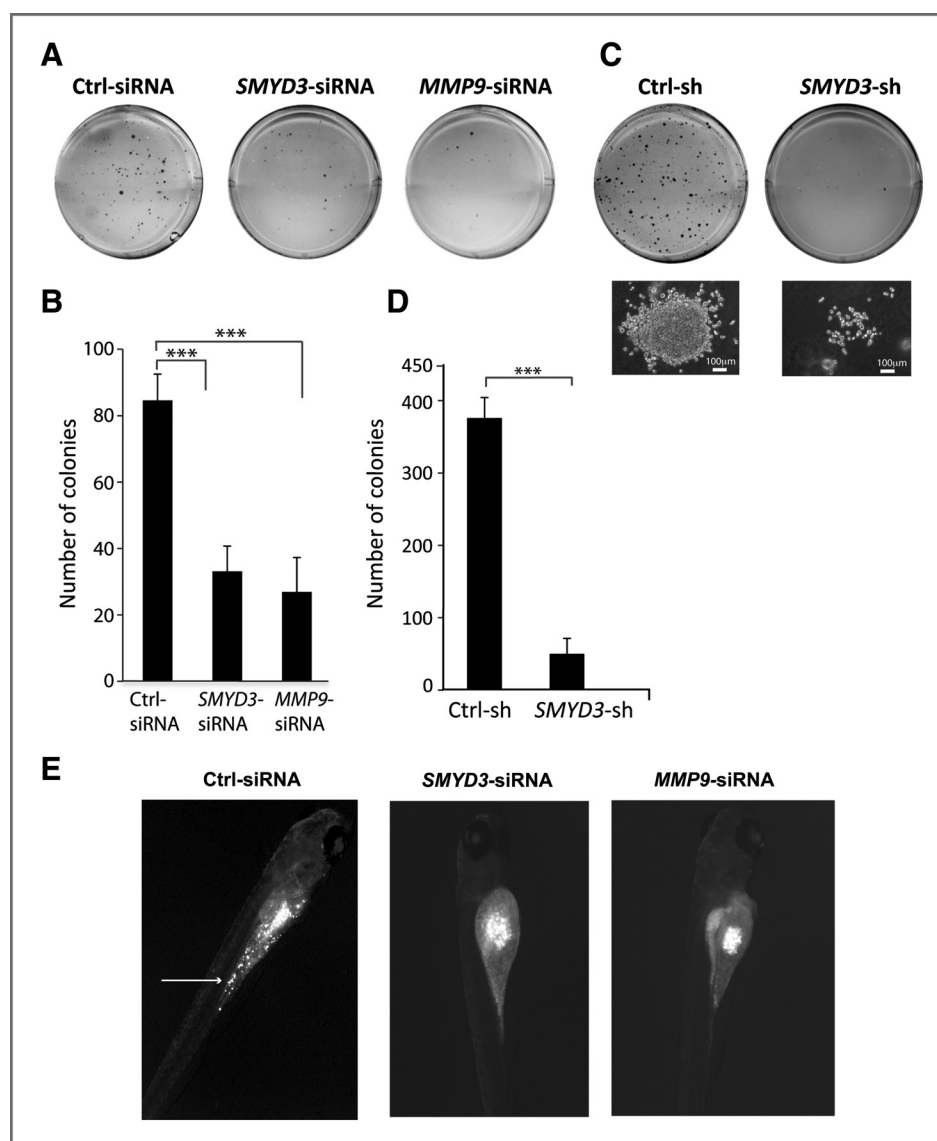 A
Ctrl-siRNA
SMYD3-siRNA
MMP9-siRNA
C
Ctrl-sh
SMYD3-sh
100µm
100µm
B
Number of colonies
100
80
60
40
20
0
***
***
Ctrl-
siRNA
SMYD3-
siRNA
MMP9-
siRNA
D
Number of colonies
450
400
300
200
100
0
***
Ctrl-sh
SMYD3-sh
E
Ctrl-siRNA
SMYD3-siRNA
MMP9-siRNA